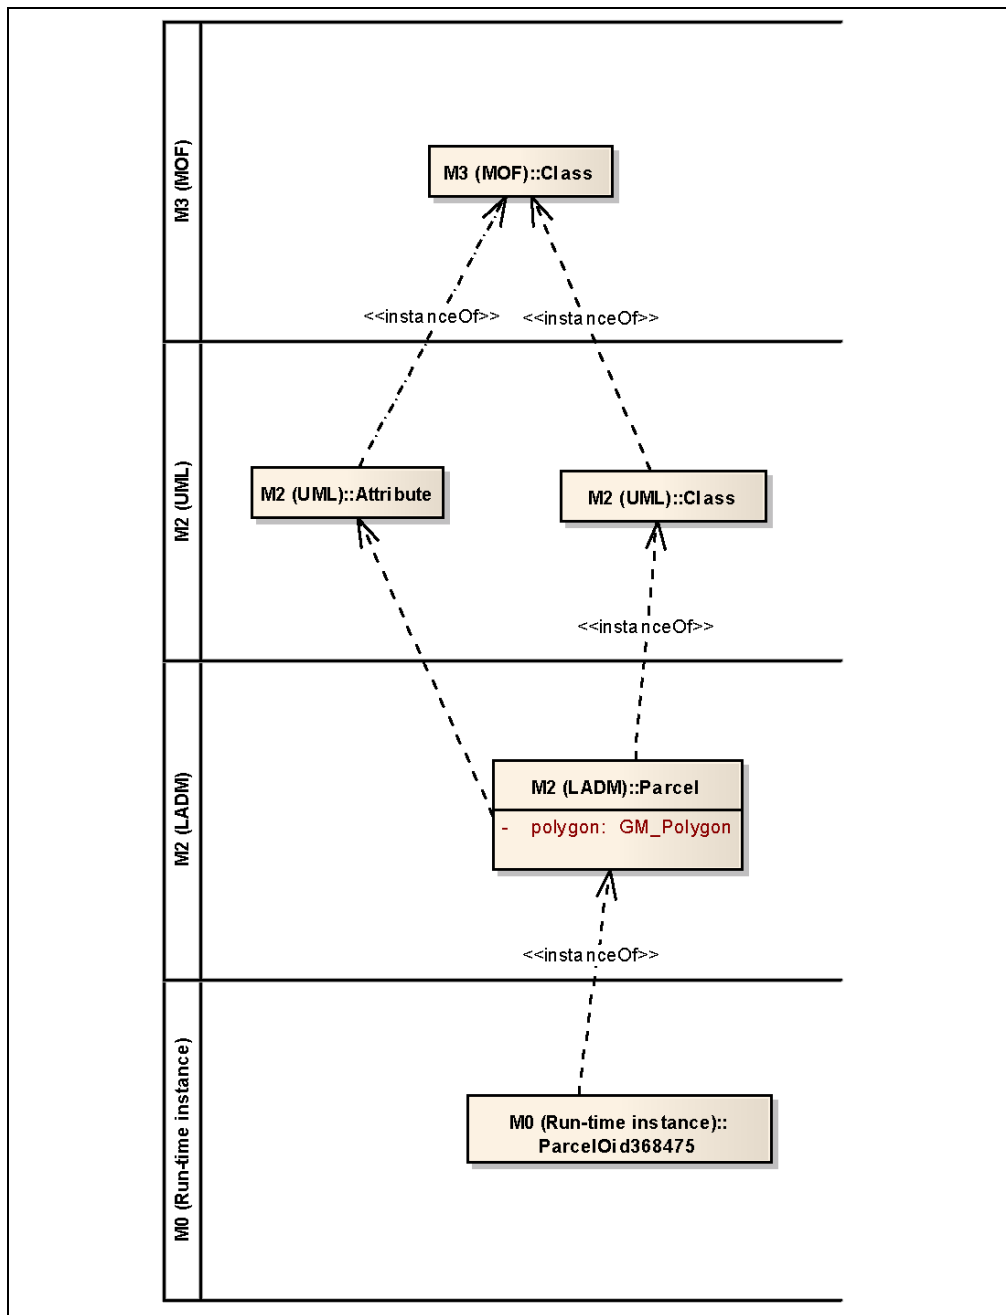 M3 (MOF)
M3 (MOF)::Class
<<instanceOf>>
<<instanceOf>>
M2 (UML)
M2 (UML)::Attribute
M2 (UML)::Class
<<instanceOf>>
M2 (LADM)
M2 (LADM)::Parcel
- polygon: GM_Polygon
<<instanceOf>>
M0 (Run-time instance)
M0 (Run-time instance)::
ParcelOid368475